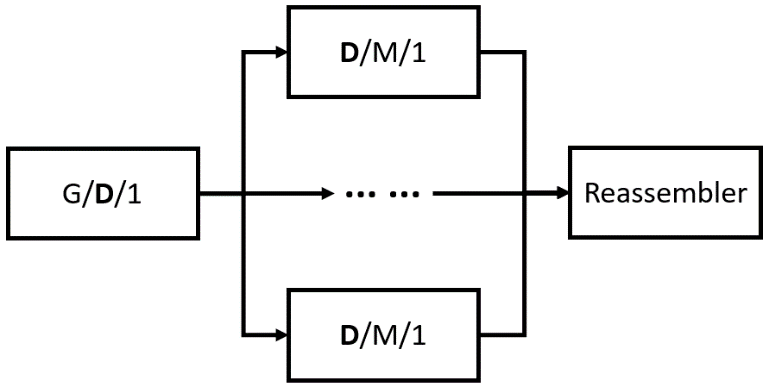 D/M/1
G/D/1
... ...
Reassembler
D/M/1